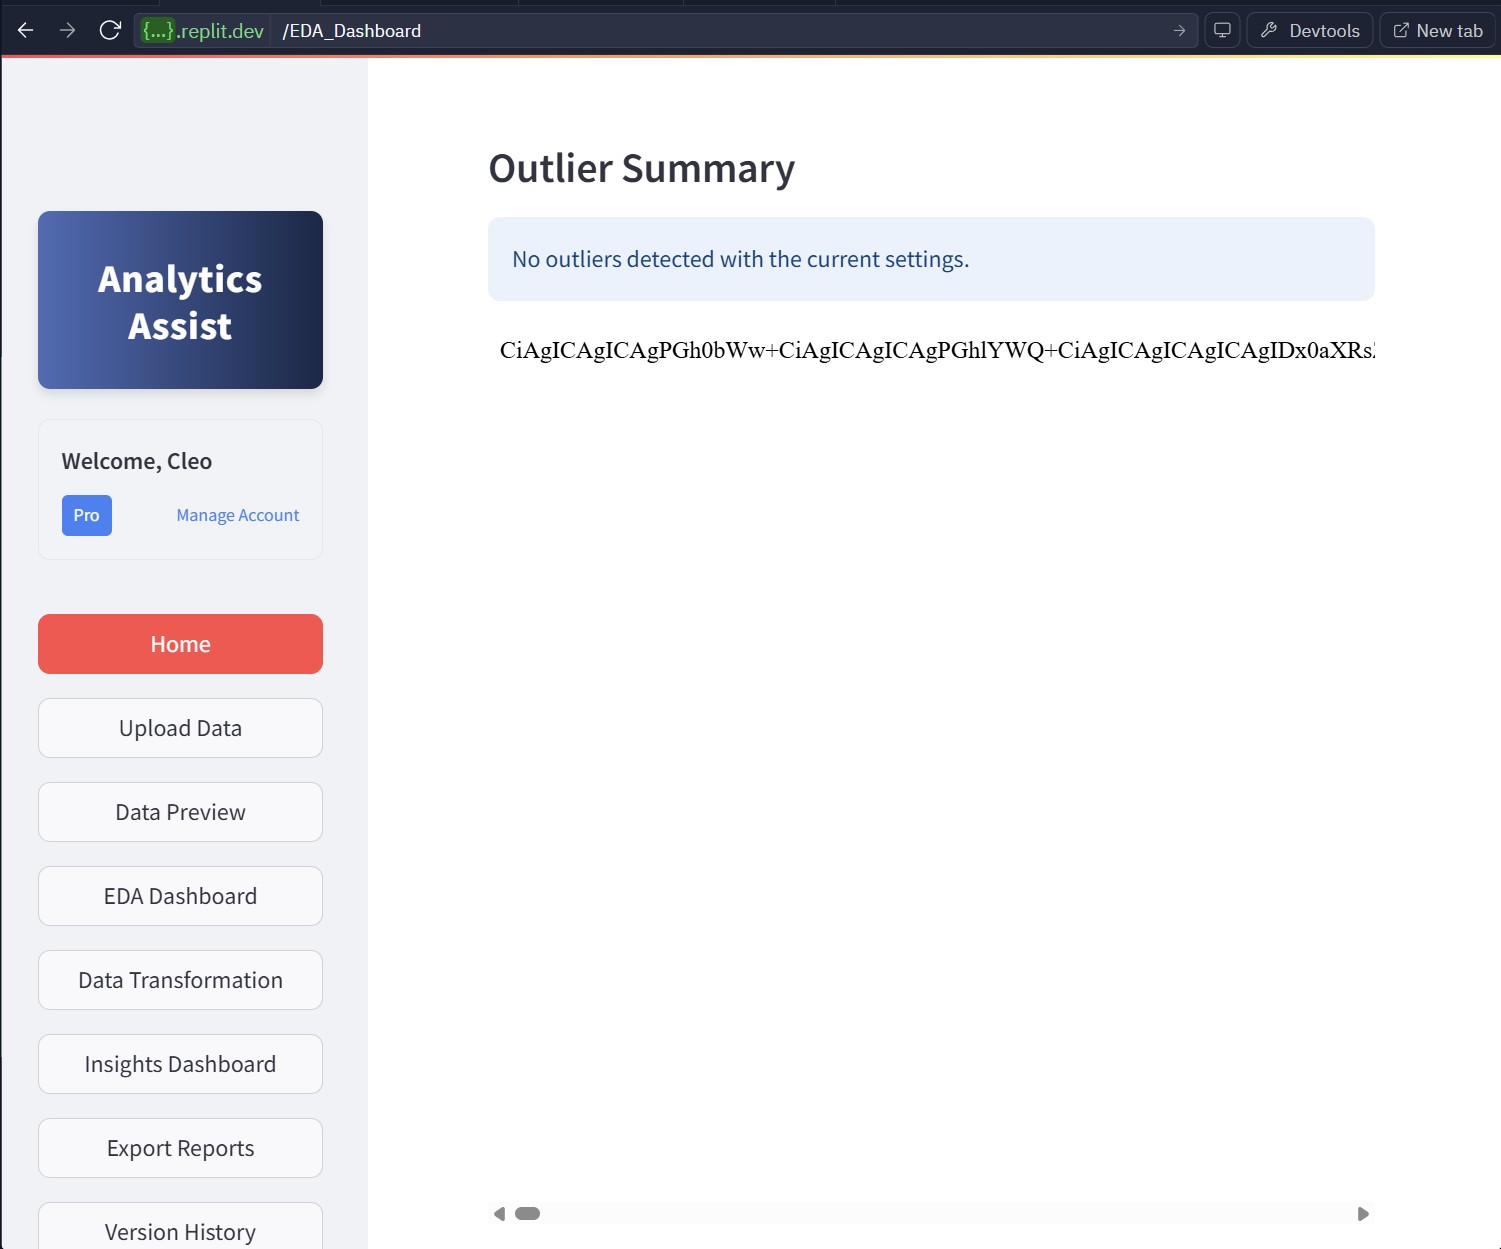 {...}.replit.dev /EDA_Dashboard
Devtools
New tab
Analytics
Assist
Welcome, Cleo
Pro
Manage Account
Home
Upload Data
Data Preview
EDA Dashboard
Data Transformation
Insights Dashboard
Export Reports
Version History
Outlier Summary
No outliers detected with the current settings.
CiAgICAgICAgPGh0bWw+CiAgICAgICAgPGhlYWQ+CiAgICAgICAgICAgIDx0aXRs